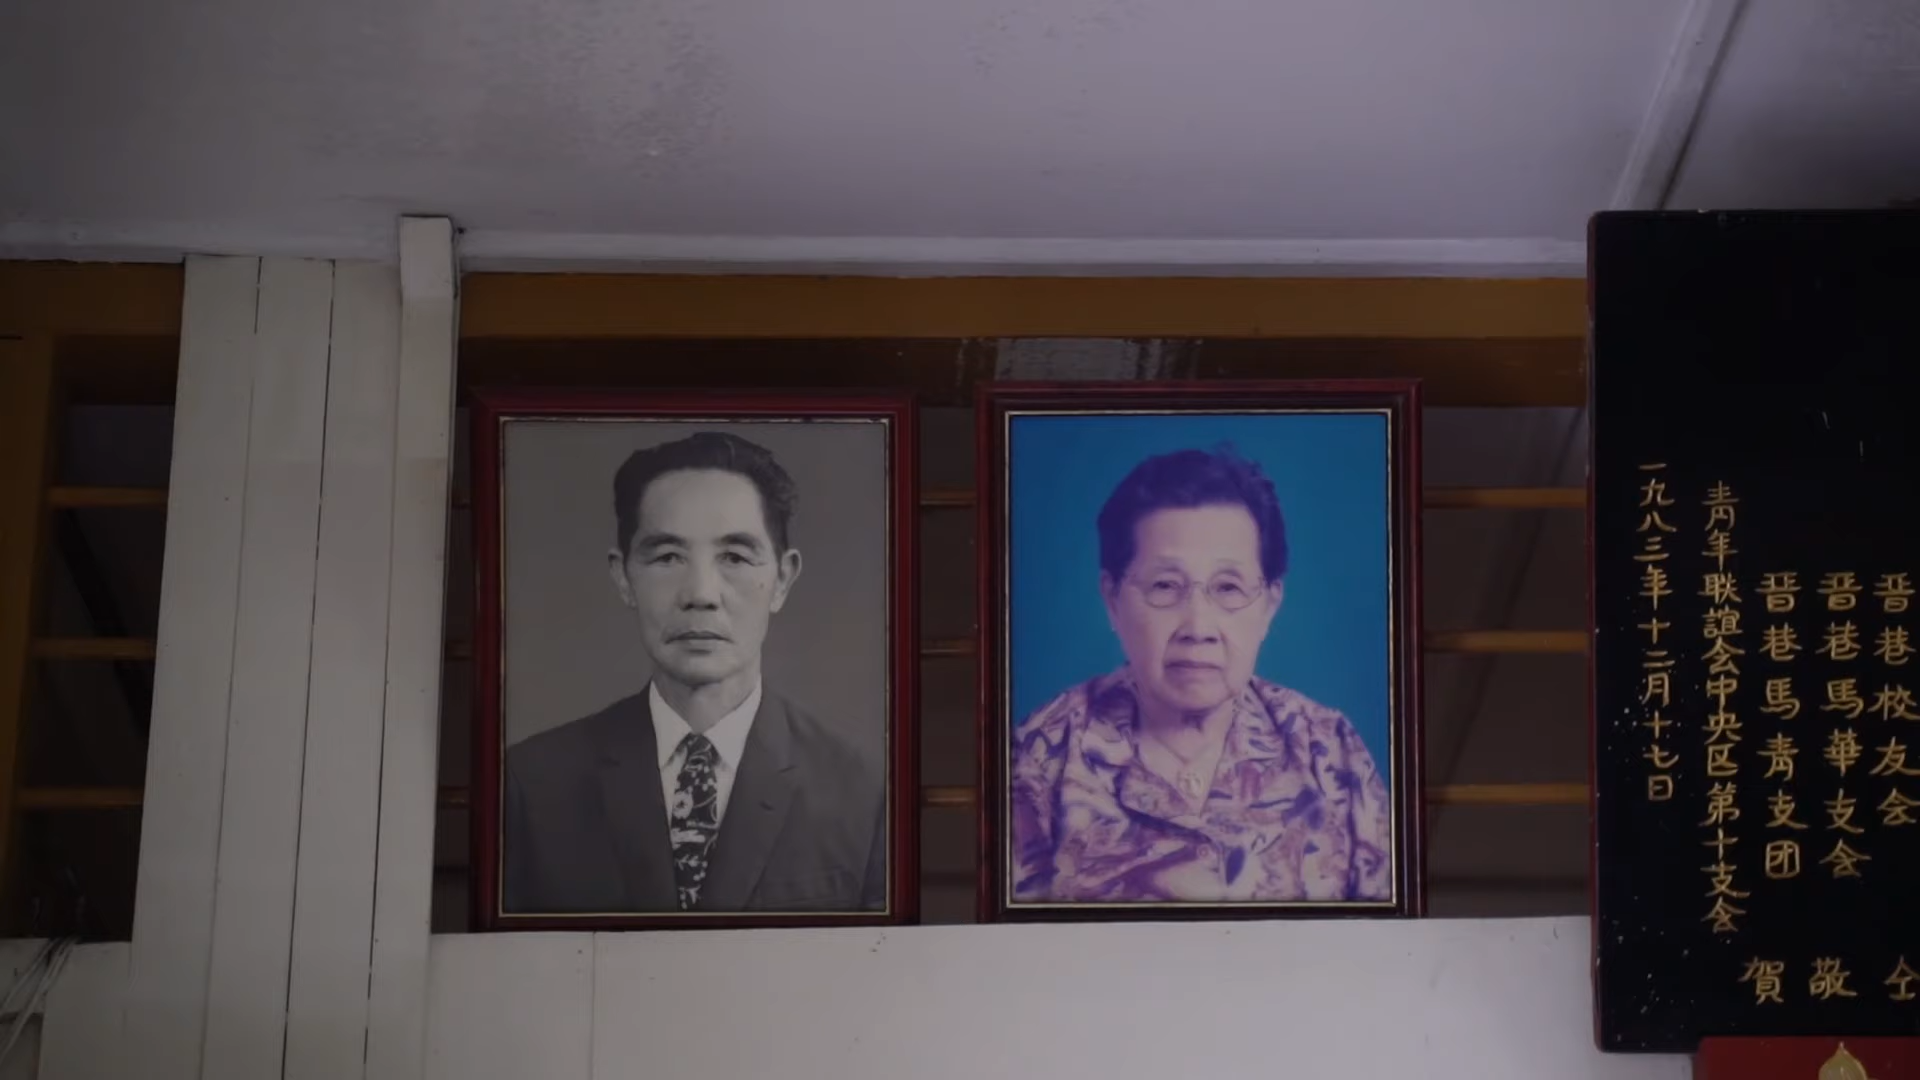 晋巷校友会
晋巷馬華支会
晋巷馬青支团
青年联誼会中央区第十芰会
仝敬賀
一九八三年十二月十七日